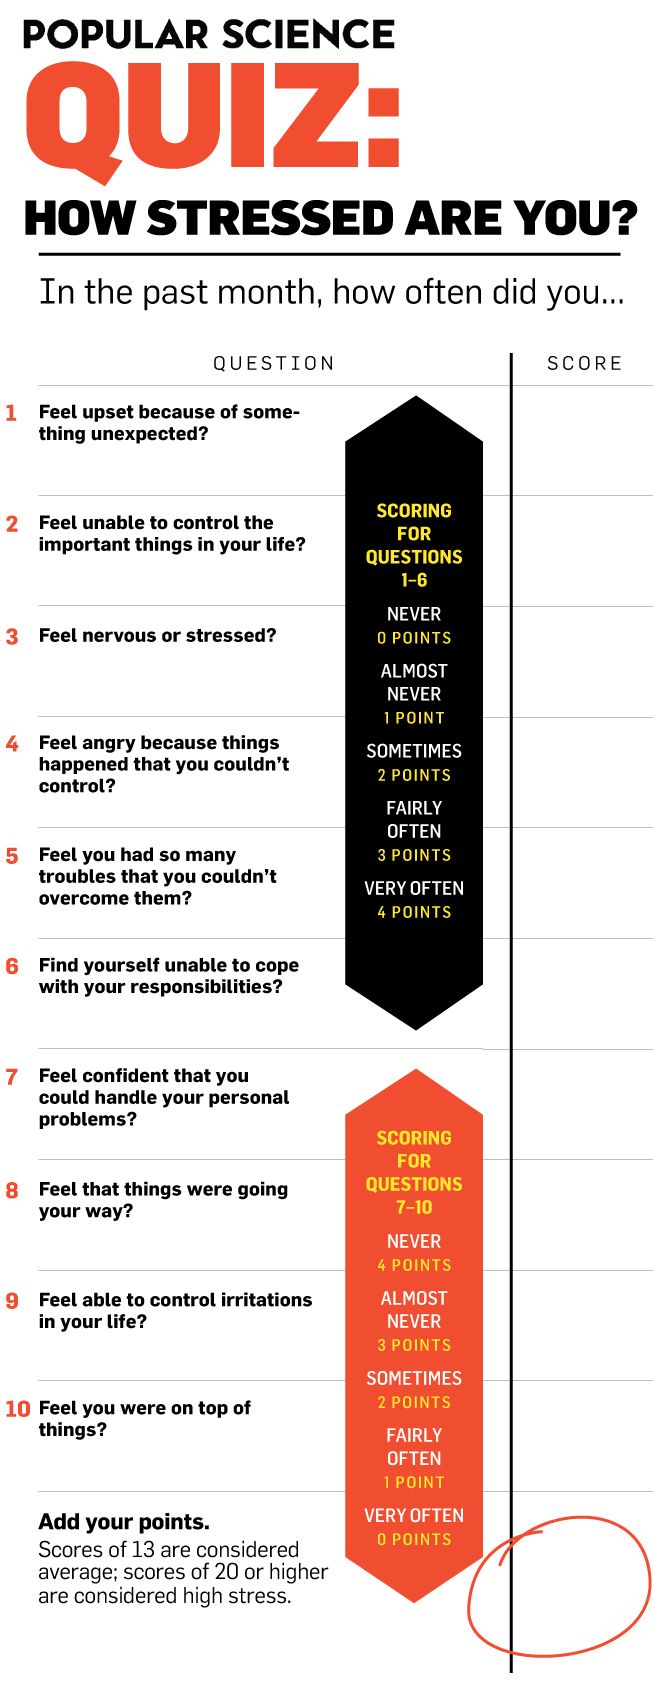 POPULAR SCIENCE
QUIZ:
HOW STRESSED ARE YOU?
In the past month, how often did you...
QUESTION
SCORE
1 Feel upset because of some-
thing unexpected?
2 Feel unable to control the
important things in your life?
3 Feel nervous or stressed?
4 Feel angry because things
happened that you couldn’t
control?
5 Feel you had so many
troubles that you couldn’t
overcome them?
6 Find yourself unable to cope
with your responsibilities?
SCORING
FOR
QUESTIONS
1–6
NEVER
0 POINTS
ALMOST
NEVER
1 POINT
SOMETIMES
2 POINTS
FAIRLY
OFTEN
3 POINTS
VERY OFTEN
4 POINTS
7 Feel confident that you
could handle your personal
problems?
8 Feel that things were going
your way?
9 Feel able to control irritations
in your life?
10 Feel you were on top of
things?
SCORING
FOR
QUESTIONS
7–10
NEVER
4 POINTS
ALMOST
NEVER
3 POINTS
SOMETIMES
2 POINTS
FAIRLY
OFTEN
1 POINT
VERY OFTEN
0 POINTS
Add your points.
Scores of 13 are considered
average; scores of 20 or higher
are considered high stress.